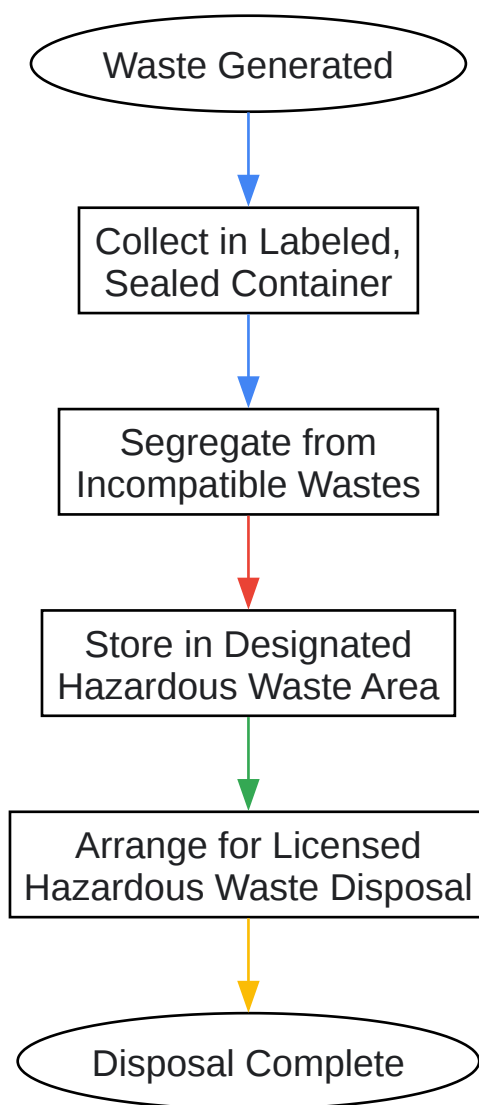 Waste Generated
Collect in Labeled,
Sealed Container
Segregate from
Incompatible Wastes
Store in Designated
Hazardous Waste Area
Arrange for Licensed
Hazardous Waste Disposal
Disposal Complete